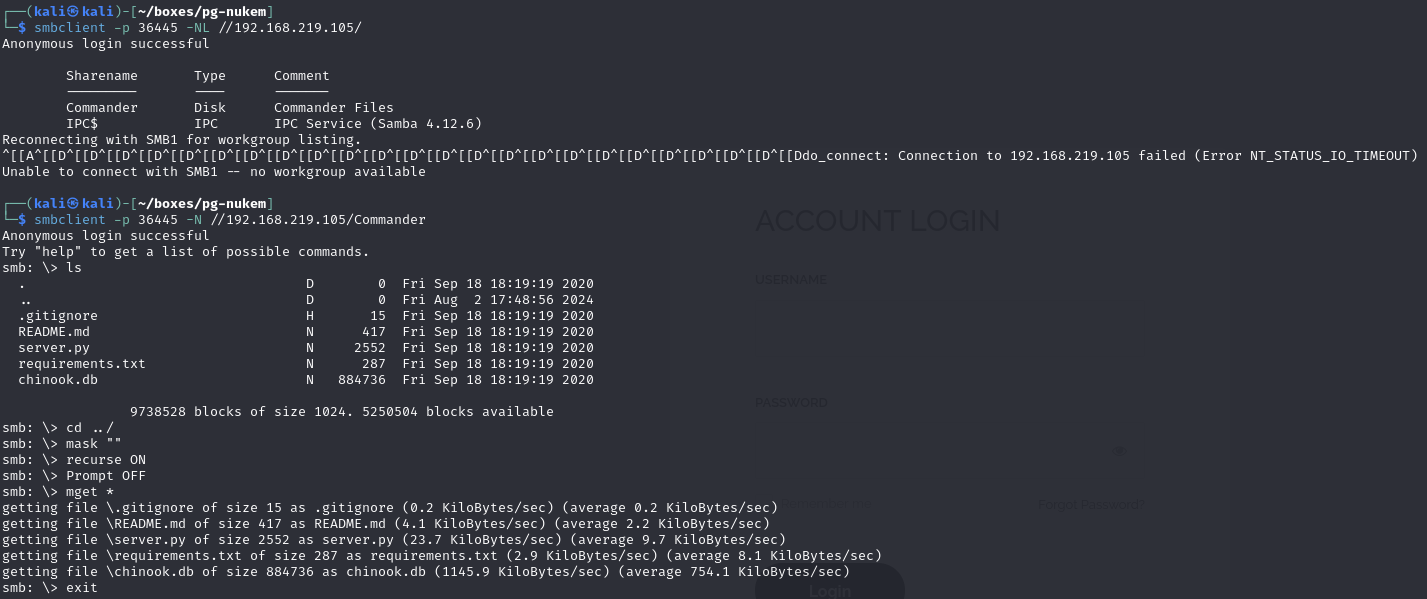 ┌──(kali㉿kali)-[~/boxes/pg-nukem]
└─$ smbclient -p 36445 -NL //192.168.219.105/
Anonymous login successful
Sharename Type Comment
--------- ---- -------
Commander Disk Commander Files
IPC$ IPC IPC Service (Samba 4.12.6)
Reconnecting with SMB1 for workgroup listing.
^[[A^[[D^[[D^[[D^[[D^[[D^[[D^[[D^[[D^[[D^[[D^[[D^[[D^[[D^[[D^[[D^[[D^[[D^[[D^[[D^[[D^[[D^[[D^[[D^[[D^[[Ddo_connect: Connection to 192.168.219.105 failed (Error NT_STATUS_IO_TIMEOUT)
Unable to connect with SMB1 -- no workgroup available
┌──(kali㉿kali)-[~/boxes/pg-nukem]
└─$ smbclient -p 36445 -N //192.168.219.105/Commander
Anonymous login successful
Try "help" to get a list of possible commands.
smb: \> ls
. D 0 Fri Sep 18 18:19:19 2020
.. D 0 Fri Aug 2 17:48:56 2024
.gitignore H 15 Fri Sep 18 18:19:19 2020
README.md N 417 Fri Sep 18 18:19:19 2020
server.py N 2552 Fri Sep 18 18:19:19 2020
requirements.txt N 287 Fri Sep 18 18:19:19 2020
chinook.db N 884736 Fri Sep 18 18:19:19 2020
9738528 blocks of size 1024. 5250504 blocks available
smb: \> cd ../
smb: \> mask ""
smb: \> recurse ON
smb: \> Prompt OFF
smb: \> mget *
getting file \.gitignore of size 15 as .gitignore (0.2 KiloBytes/sec) (average 0.2 KiloBytes/sec)
getting file \README.md of size 417 as README.md (4.1 KiloBytes/sec) (average 2.2 KiloBytes/sec)
getting file \server.py of size 2552 as server.py (23.7 KiloBytes/sec) (average 9.7 KiloBytes/sec)
getting file \requirements.txt of size 287 as requirements.txt (2.9 KiloBytes/sec) (average 8.1 KiloBytes/sec)
getting file \chinook.db of size 884736 as chinook.db (1145.9 KiloBytes/sec) (average 754.1 KiloBytes/sec)
smb: \> exit
ACCOUNT LOGIN
USERNAME
PASSWORD
Forgot Password?
Login